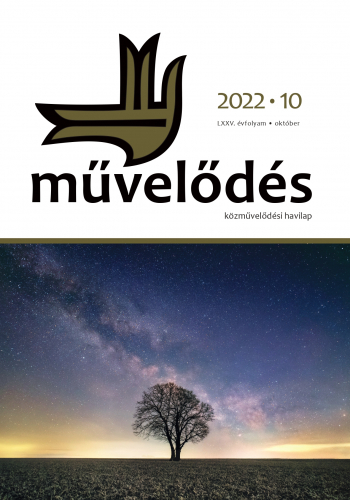 2022 • 10
LXXV. évfolyam • október
művelődés
közművelődési havilap